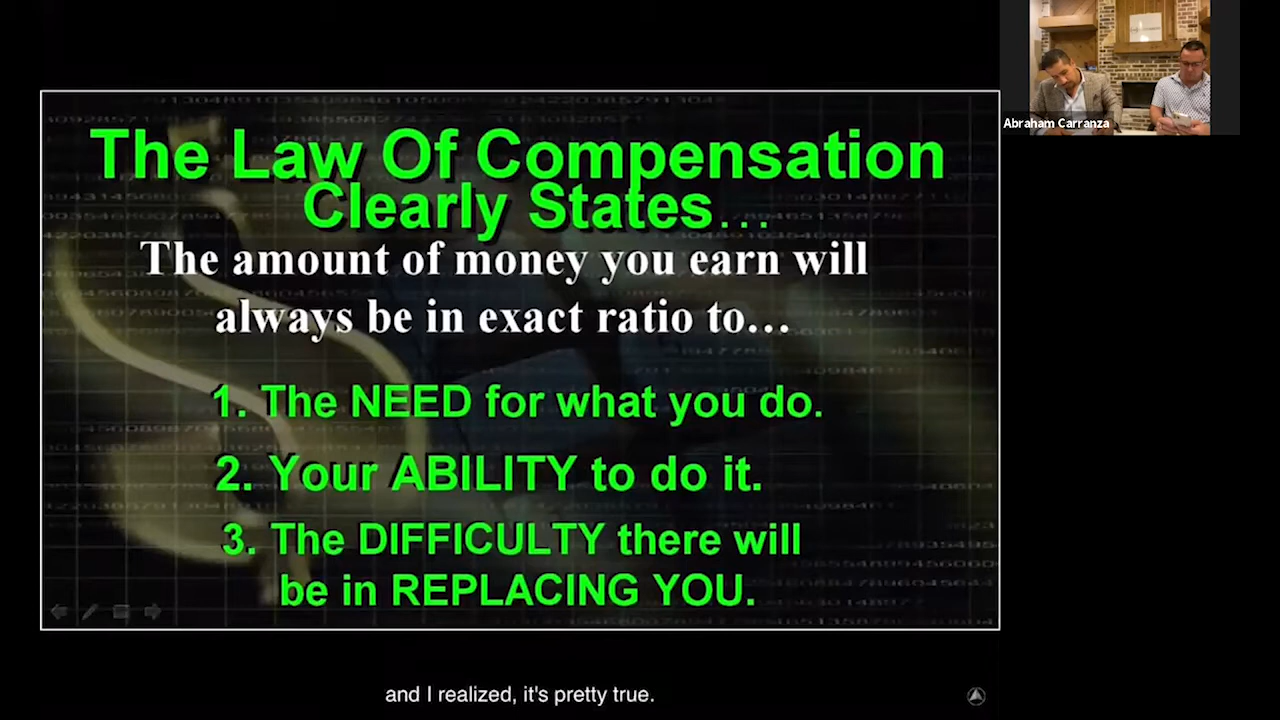 The Law Of Compensation
Clearly States...
The amount of money you earn will
always be in exact ratio to...
1. The NEED for what you do.
2. Your ABILITY to do it.
3. The DIFFICULTY there will
be in REPLACING YOU.
Abraham Carranza
and I realized, it's pretty true.